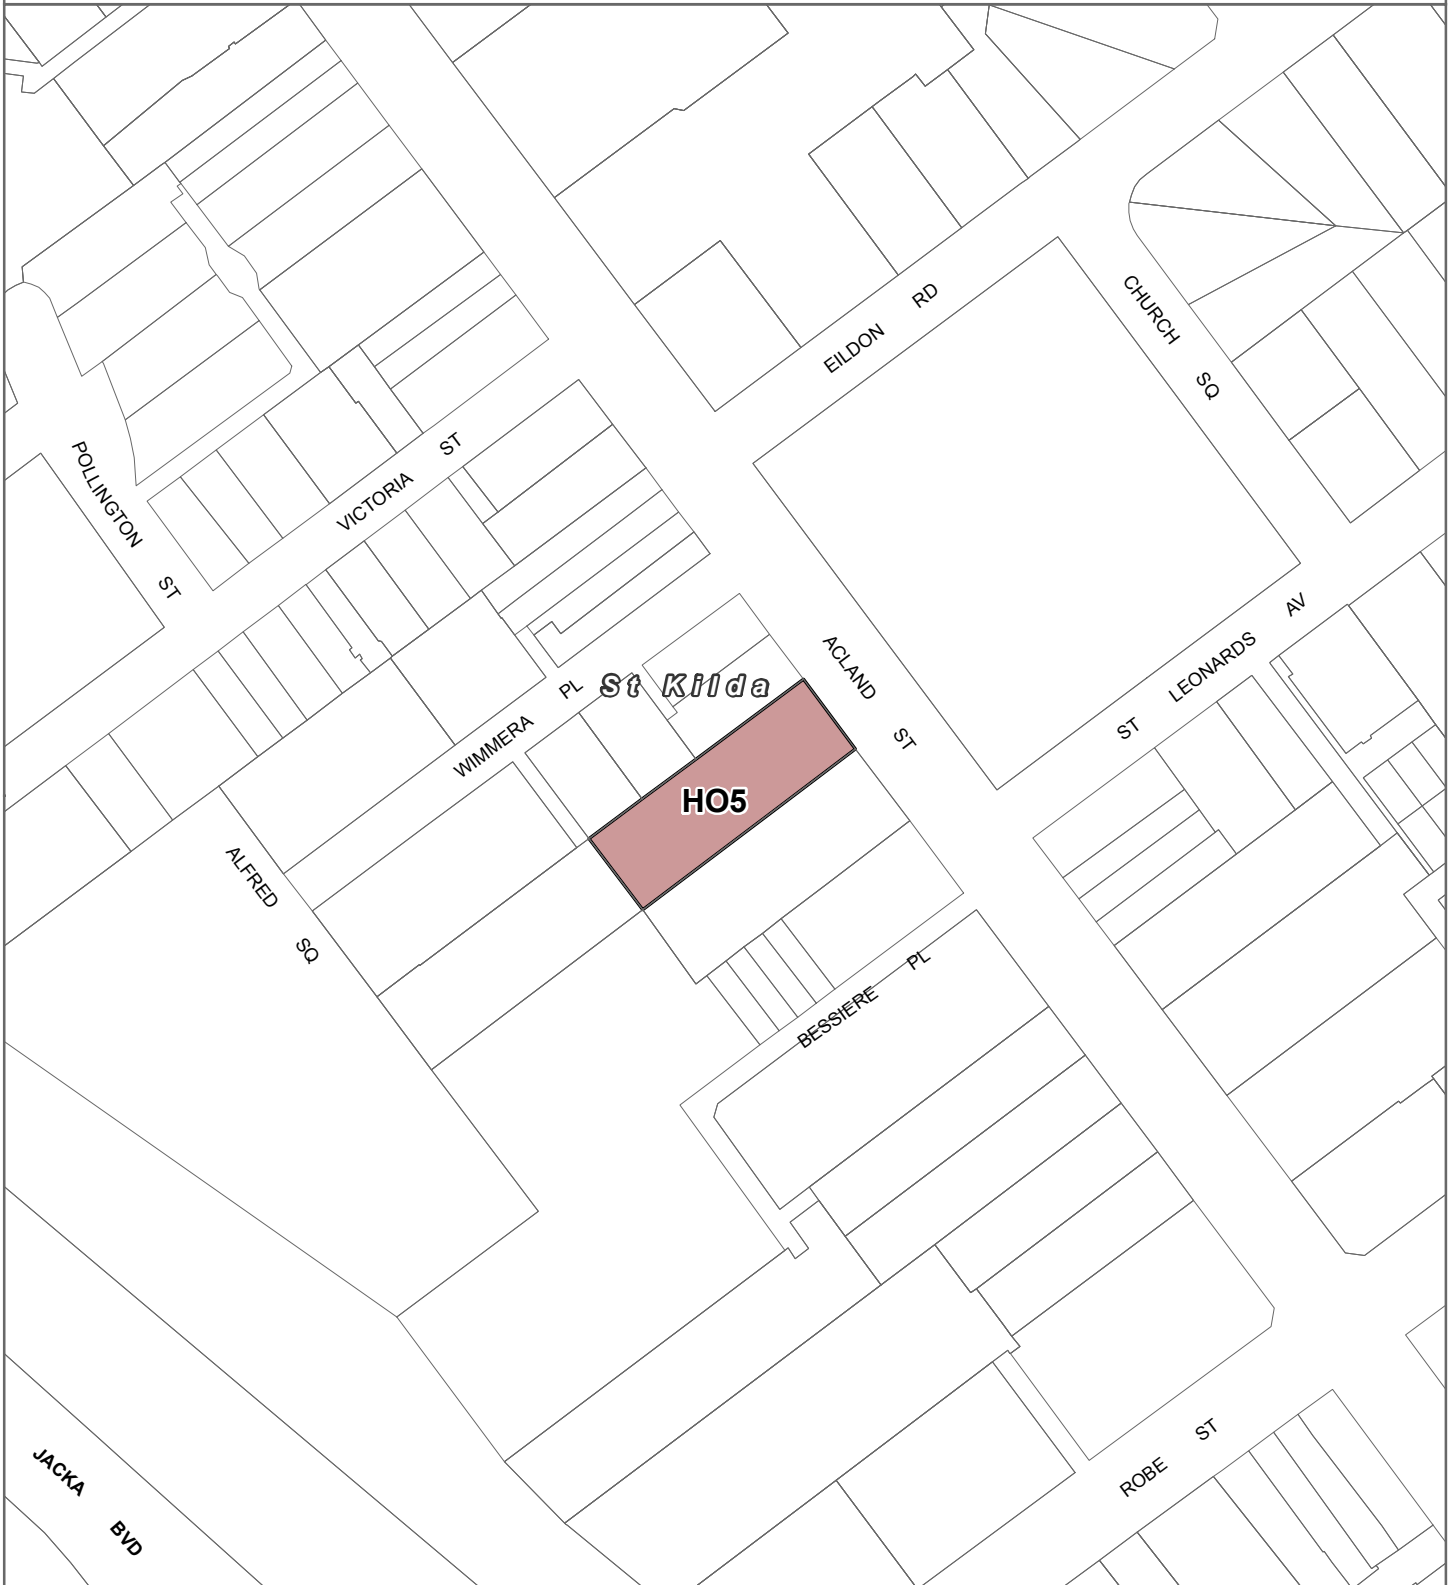 EILDON RD
CHURCH SQ
POLLINGTON ST
VICTORIA ST
ST LEONARDS AV
ACLAND ST
St Kilda
WIMMERA PL
HO5
ALFRED SQ
BESSIERE PL
ROBE ST
JACKA BVD